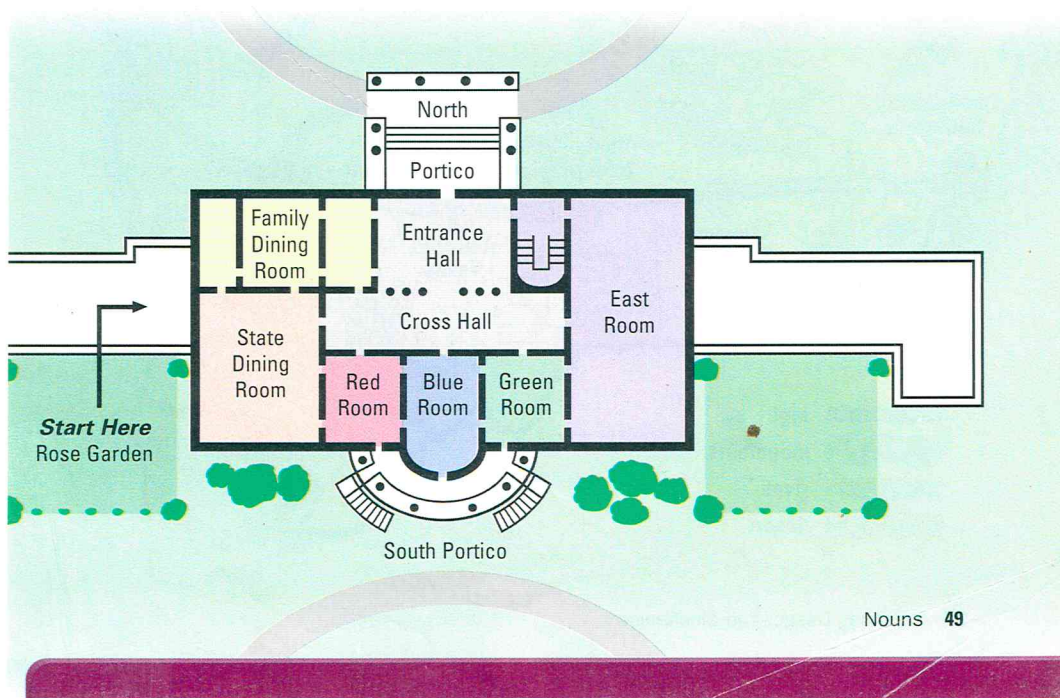 North
Portico
Family
Dining
Room
Entrance
Hall
East
Room
Cross Hall
State
Dining
Room
Red
Room
Blue
Room
Green
Room
Start Here
Rose Garden
South Portico
Nouns 49